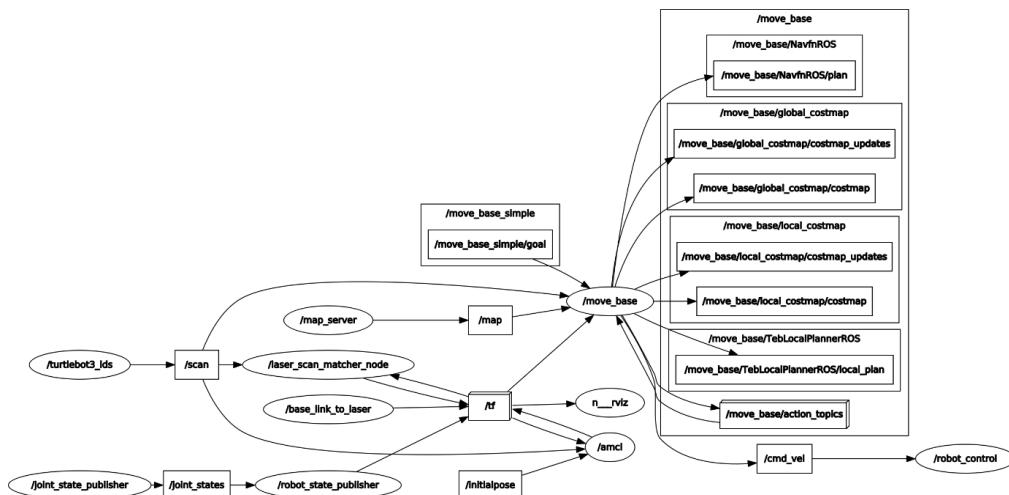 /move_base
/move_base/NavfnROS
/move_base/NavfnROS/plan
/move_base/global_costmap
/move_base/global_costmap/costmap_updates
/move_base/global_costmap/costmap
/move_base_simple
/move_base_simple/goal
/move_base/local_costmap
/move_base/local_costmap/costmap_updates
/move_base/local_costmap/costmap
/move_base
/map_server
/map
/move_base/TebLocalPlannerROS
/move_base/TebLocalPlannerROS/local_plan
/turtlebot3_lds
/scan
/laser_scan_matcher_node
/base_link_to_laser
/tf
n__rviz
/move_base/action_topics
/amcl
/cmd_vel
/robot_control
/joint_state_publisher
/joint_states
/robot_state_publisher
/initialpose